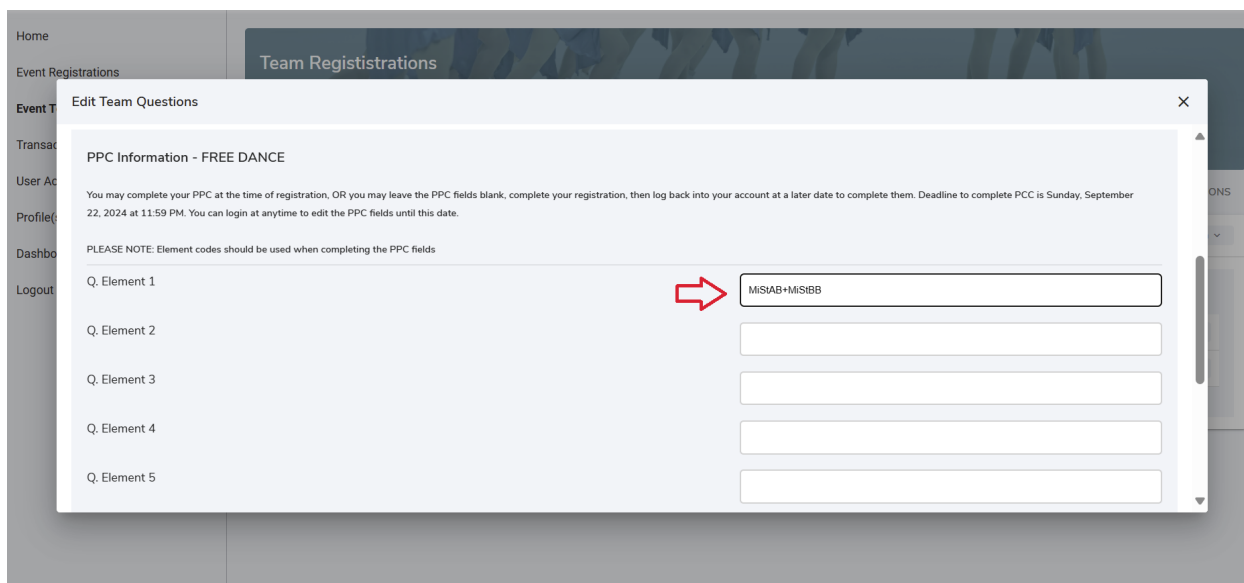 Home
Event Registrations
Event T
Transac
User Ac
Profile(s
Dashbo
Logout
Team Regististrations
IONS
Edit Team Questions
PPC Information - FREE DANCE
You may complete your PPC at the time of registration, OR you may leave the PPC fields blank, complete your registration, then log back into your account at a later date to complete them. Deadline to complete PCC is Sunday, September
22, 2024 at 11:59 PM. You can login at anytime to edit the PPC fields until this date.
PLEASE NOTE: Element codes should be used when completing the PPC fields
Q. Element 1
MiStAB+MiStBB
Q. Element 2
Q. Element 3
Q. Element 4
Q. Element 5